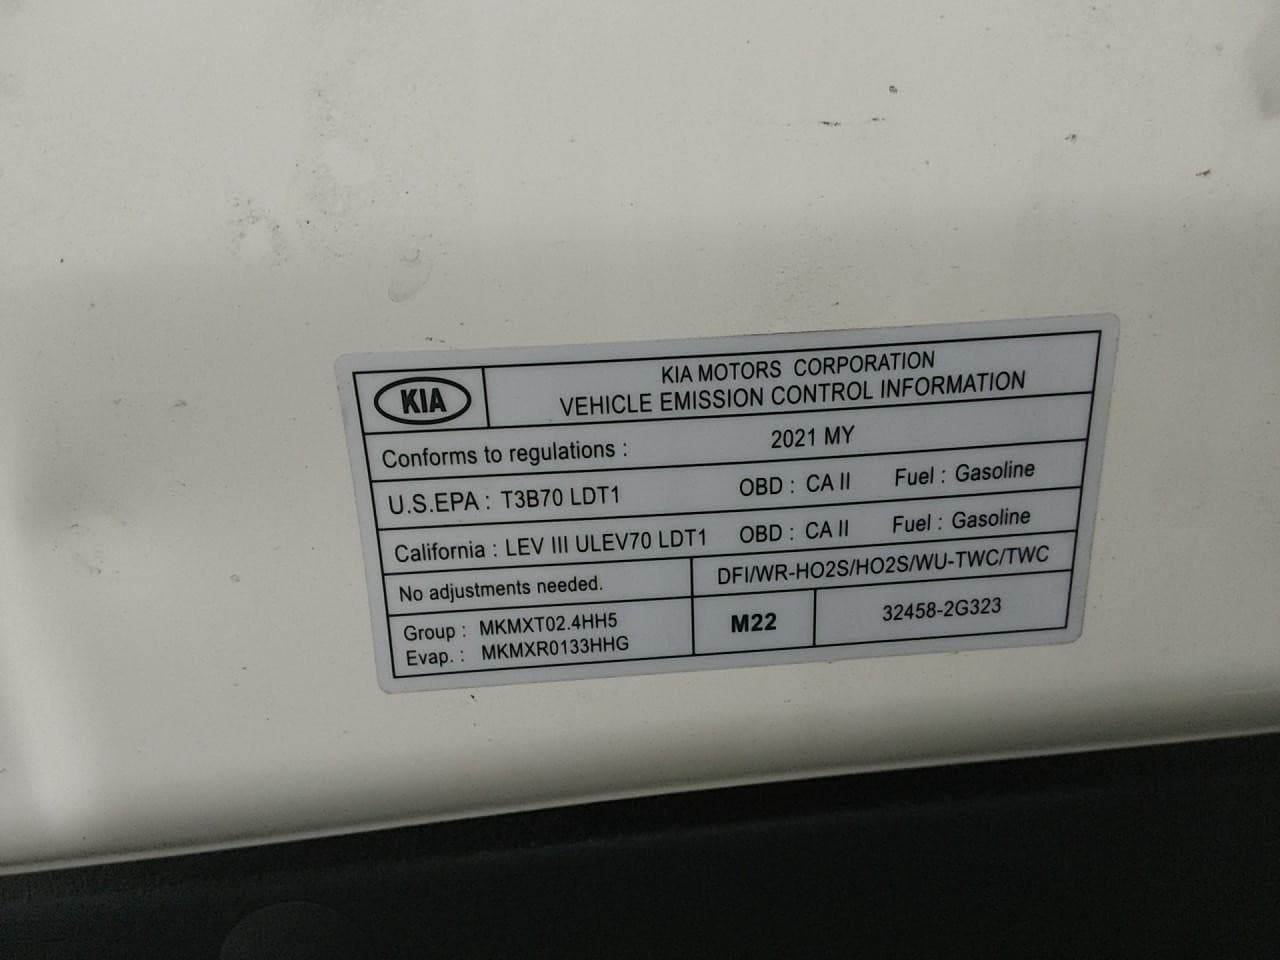 KIA
KIA MOTORS CORPORATION
VEHICLE EMISSION CONTROL INFORMATION
Conforms to regulations : 2021 MY
U.S.EPA : T3B70 LDT1 OBD : CA II Fuel : Gasoline
California : LEV III ULEV70 LDT1 OBD : CA II Fuel : Gasoline
No adjustments needed. DFI/WR-HO2S/HO2S/WU-TWC/TWC
Group : MKMXT02.4HH5
Evap. : MKMXR0133HHG
M22
32458-2G323